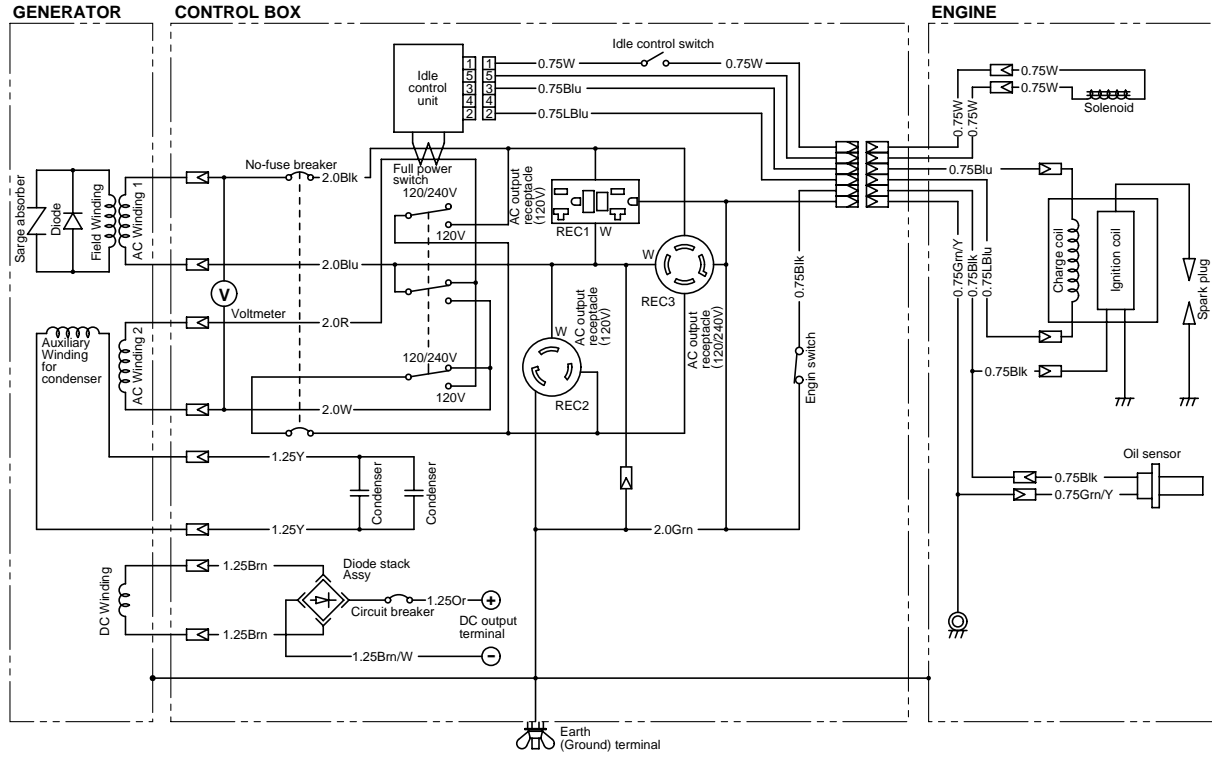 GENERATOR
CONTROL BOX
ENGINE
Idle control switch
Idle
control
unit
1
5
3
4
2
1
5
3
4
2
0.75W
0.75W
0.75Blu
0.75LBlu
0.75W
0.75W
Solenoid
0.75W
0.75W
No-fuse breaker
2.0Blk
Full power
switch
120/240V
120V
AC output
receptacle
(120V)
REC1
W
0.75Blu
Sarge absorber
Diode
Field Winding
AC Winding 1
2.0Blu
W
REC3
0.75Blk
0.75Grn/Y
0.75Blk
0.75LBlu
Charge coil
Ignition coil
Spark plug
V
Voltmeter
2.0R
Auxiliary
Winding
for
condenser
AC Winding 2
120/240V
120V
W
AC output
receptacle
(120V)
REC2
AC output
receptacle
(120/240V)
Engin switch
0.75Blk
2.0W
1.25Y
Condenser
Condenser
1.25Y
2.0Grn
Oil sensor
0.75Blk
0.75Grn/Y
DC Winding
1.25Brn
Diode stack
Assy
Circuit breaker
1.25Or
+
DC output
terminal
1.25Brn
1.25Brn/W
−
Earth
(Ground) terminal